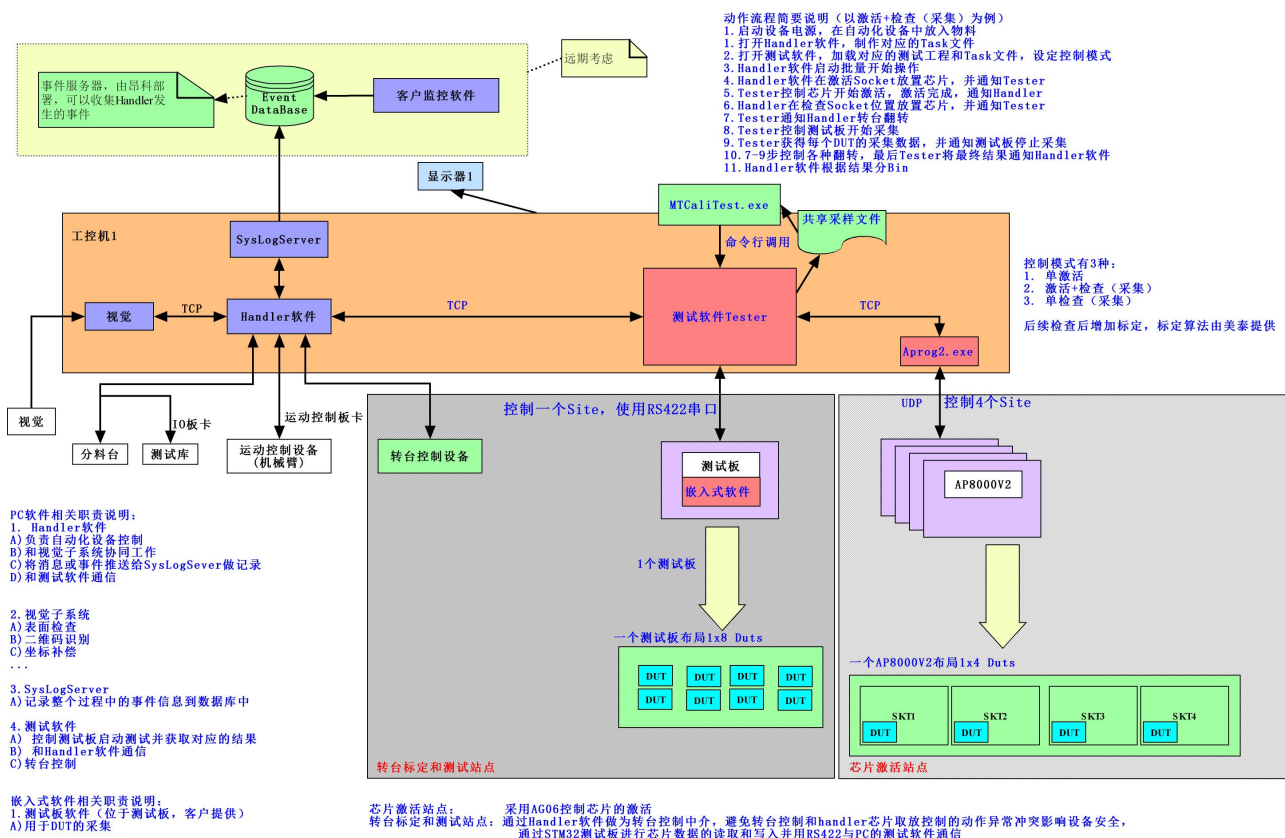 动作流程简要说明（以激活+检查（采集）为例）
1.启动设备电源，在自动化设备中放入物料
1.打开Handler软件，制作对应的Task文件
2.打开测试软件，加载对应的测试工程和Task文件，设定控制模式
3.Handler软件启动批量开始操作
4.Handler软件在激活Socket放置芯片，并通知Tester
5.Tester控制芯片开始激活，激活完成，通知Handler
6.Handler在检查Socket位置放置芯片，并通知Tester
7.Tester通知Handler转台翻转
8.Tester控制测试板开始采集
9.Tester获得每个DUT的采集数据，并通知测试板停止采集
10.7-9步控制各种翻转，最后Tester将最终结果通知Handler软件
11.Handler软件根据结果分Bin
远期考虑
事件服务器，由昂科部
署，可以收集Handler发
生的事件
Event
DataBase
客户监控软件
显示器1
MTCaliTest.exe
共享采样文件
工控机1
SysLogServer
命令行调用
视觉
TCP
Handler软件
TCP
测试软件Tester
TCP
Aprog2.exe
控制模式有3种：
1. 单激活
2. 激活+检查（采集）
3. 单检查（采集）
后续检查后增加标定，标定算法由美泰提供
视觉
IO板卡
分料台
测试库
运动控制板卡
运动控制设备
(机械臂)
转台控制设备
控制一个Site，使用RS422串口
测试板
嵌入式软件
1个测试板
一个测试板布局1x8 Duts
DUT
DUT
DUT
DUT
DUT
DUT
DUT
DUT
转台标定和测试站点
UDP
控制4个Site
AP8000V2
一个AP8000V2布局1x4 Duts
SKT1
DUT
SKT2
DUT
SKT3
DUT
SKT4
DUT
芯片激活站点
PC软件相关职责说明：
1. Handler软件
A)负责自动化设备控制
B)和视觉子系统协同工作
C)将消息或事件推送给SysLogSever做记录
D)和测试软件通信
2.视觉子系统
A)表面检查
B)二维码识别
C)坐标补偿
...
3.SysLogServer
A)记录整个过程中的事件信息到数据库中
4.测试软件
A) 控制测试板启动测试并获取对应的结果
B) 和Handler软件通信
C)转台控制
嵌入式软件相关职责说明：
1.测试板软件（位于测试板，客户提供）
A)用于DUT的采集
芯片激活站点： 采用AG06控制芯片的激活
转台标定和测试站点：通过Handler软件做为转台控制中介，避免转台控制和handler芯片取放控制的动作异常冲突影响设备安全，
通过STM32测试板进行芯片数据的读取和写入并用RS422与PC的测试软件通信